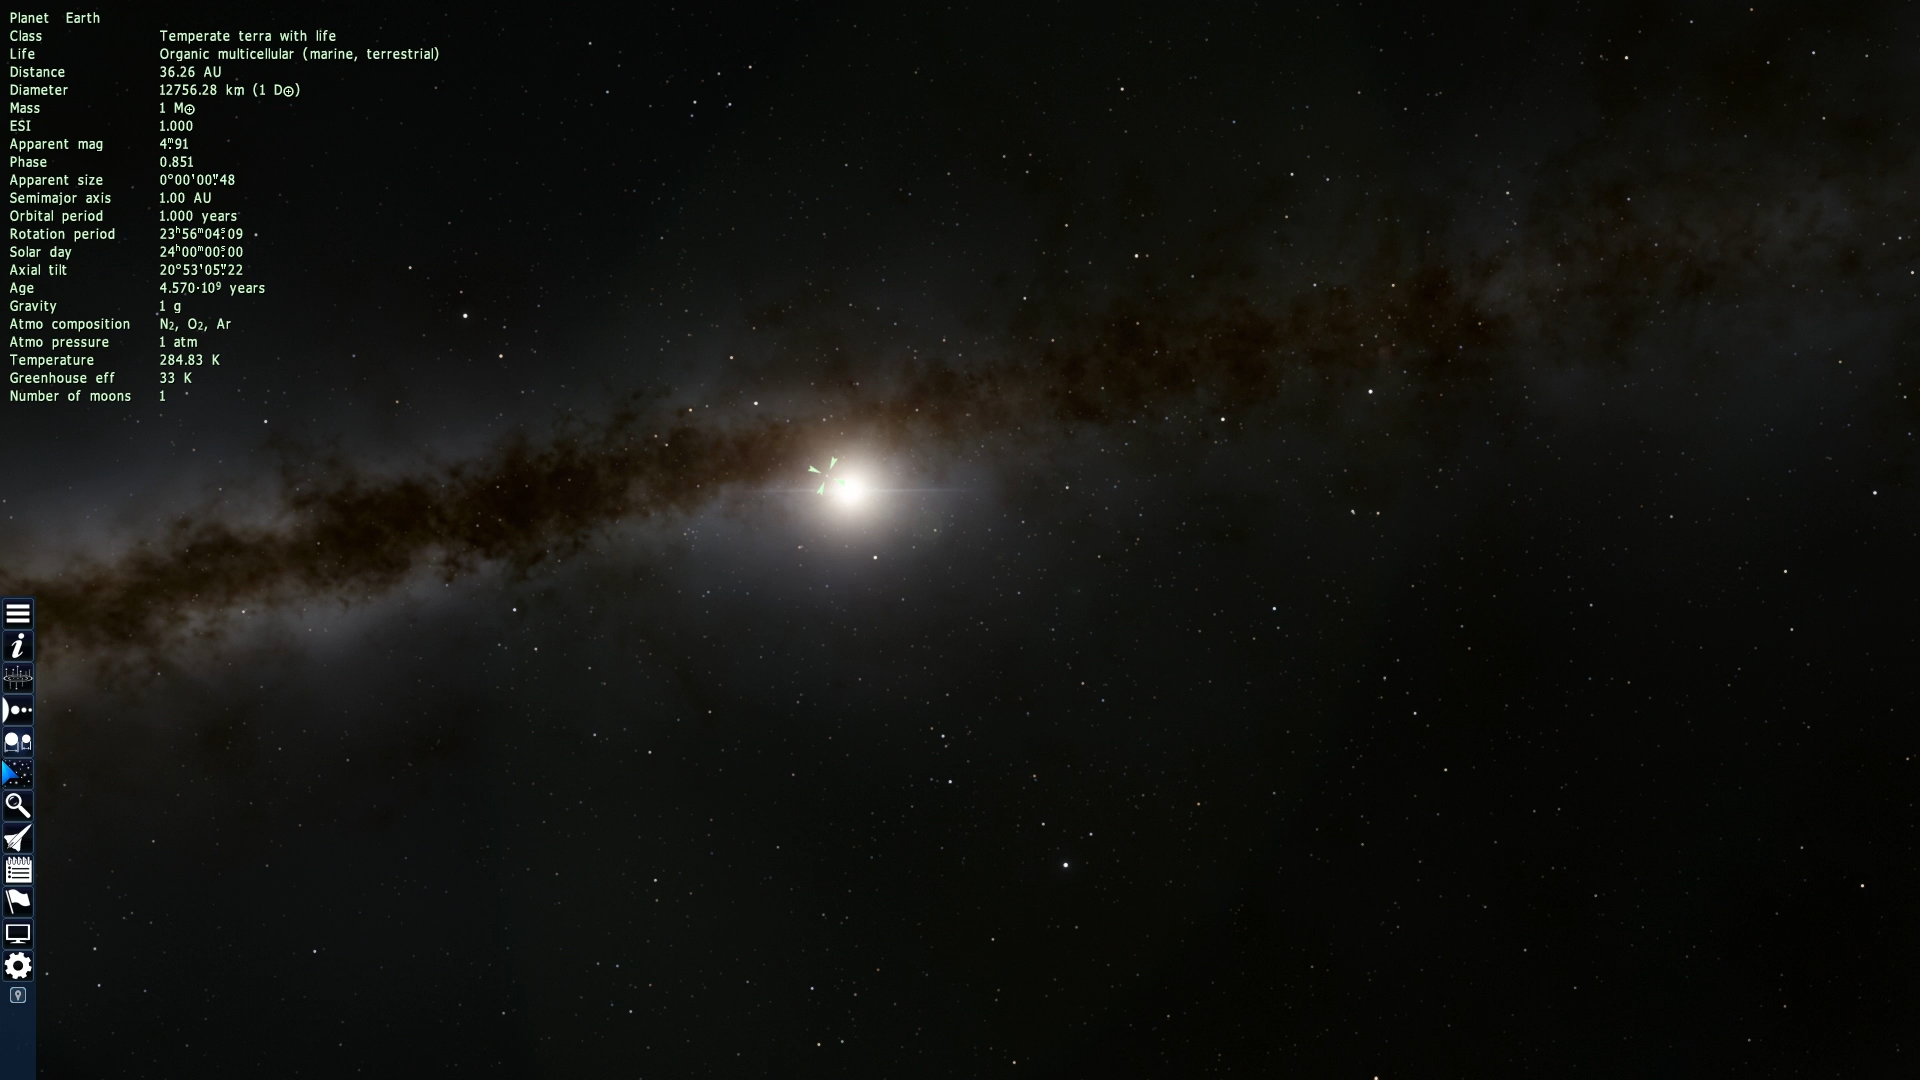 Planet Earth
Class Temperate terra with life
Life Organic multicellular (marine, terrestrial)
Distance 36.26 AU
Diameter 12756.28 km (1 D⊕)
Mass 1 M⊕
ESI 1.000
Apparent mag 4ᵐ.91
Phase 0.851
Apparent size 0°00'00".48
Semimajor axis 1.00 AU
Orbital period 1.000 years
Rotation period 23ʰ56ᵐ04ˢ.09
Solar day 24ʰ00ᵐ00ˢ.00
Axial tilt 20°53'05".22
Age 4.570·10⁹ years
Gravity 1 g
Atmo composition N₂, O₂, Ar
Atmo pressure 1 atm
Temperature 284.83 K
Greenhouse eff 33 K
Number of moons 1